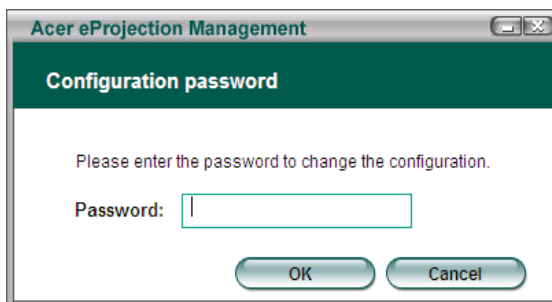 Acer eProjection Management
Configuration password
Please enter the password to change the configuration.
Password:
OK Cancel